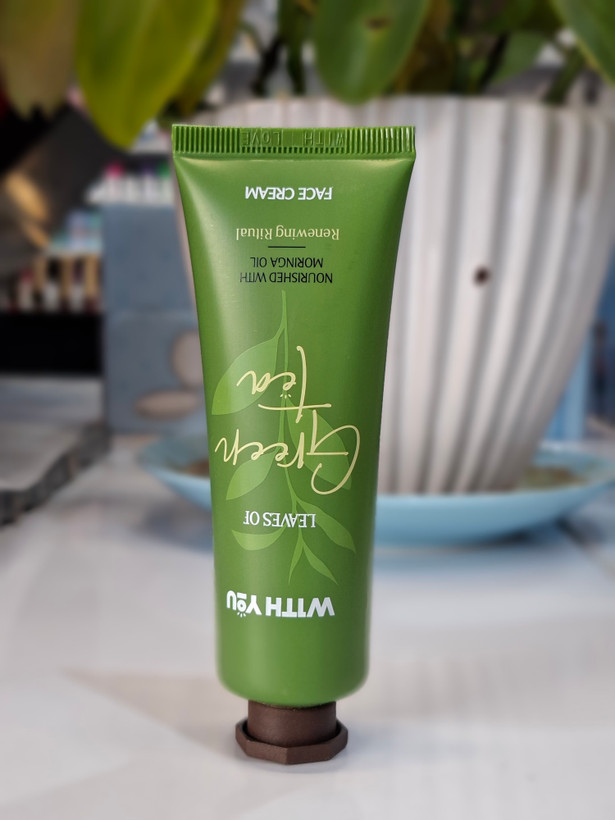 WITH YOU
LEAVES OF
Green
Tea
NOURISHED WITH
MORINGA OIL
Renewing Ritual
FACE CREAM
WITH LOVE